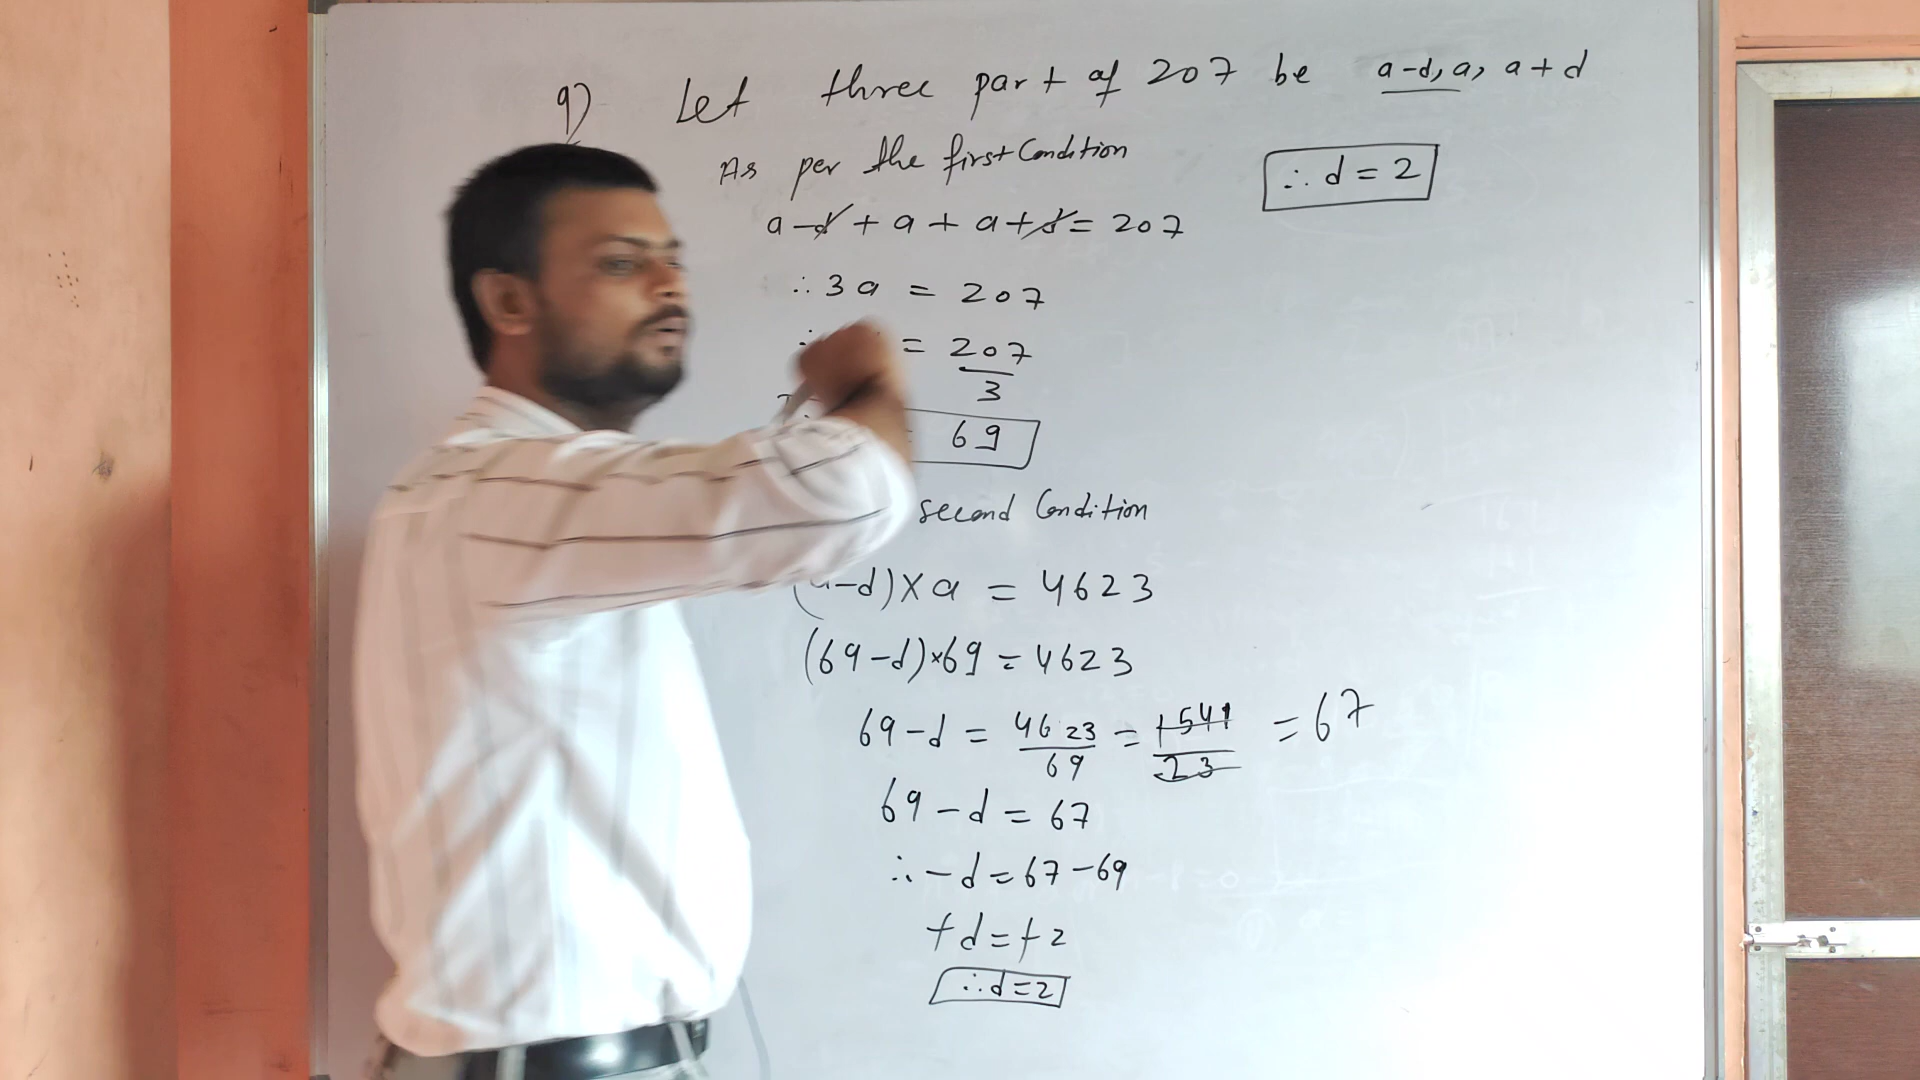 9) Let three part of 207 be a-d, a, a+d
As per the first Condition
∴ d = 2
a-d + a + a+d = 207
∴ 3a = 207
∴ = 207/3
69
second Condition
(a-d)×a = 4623
(69-d)×69 = 4623
69-d = 4623/69 = 1541/23 = 67
69-d = 67
∴ -d = 67-69
+d = +2
∴ d=2